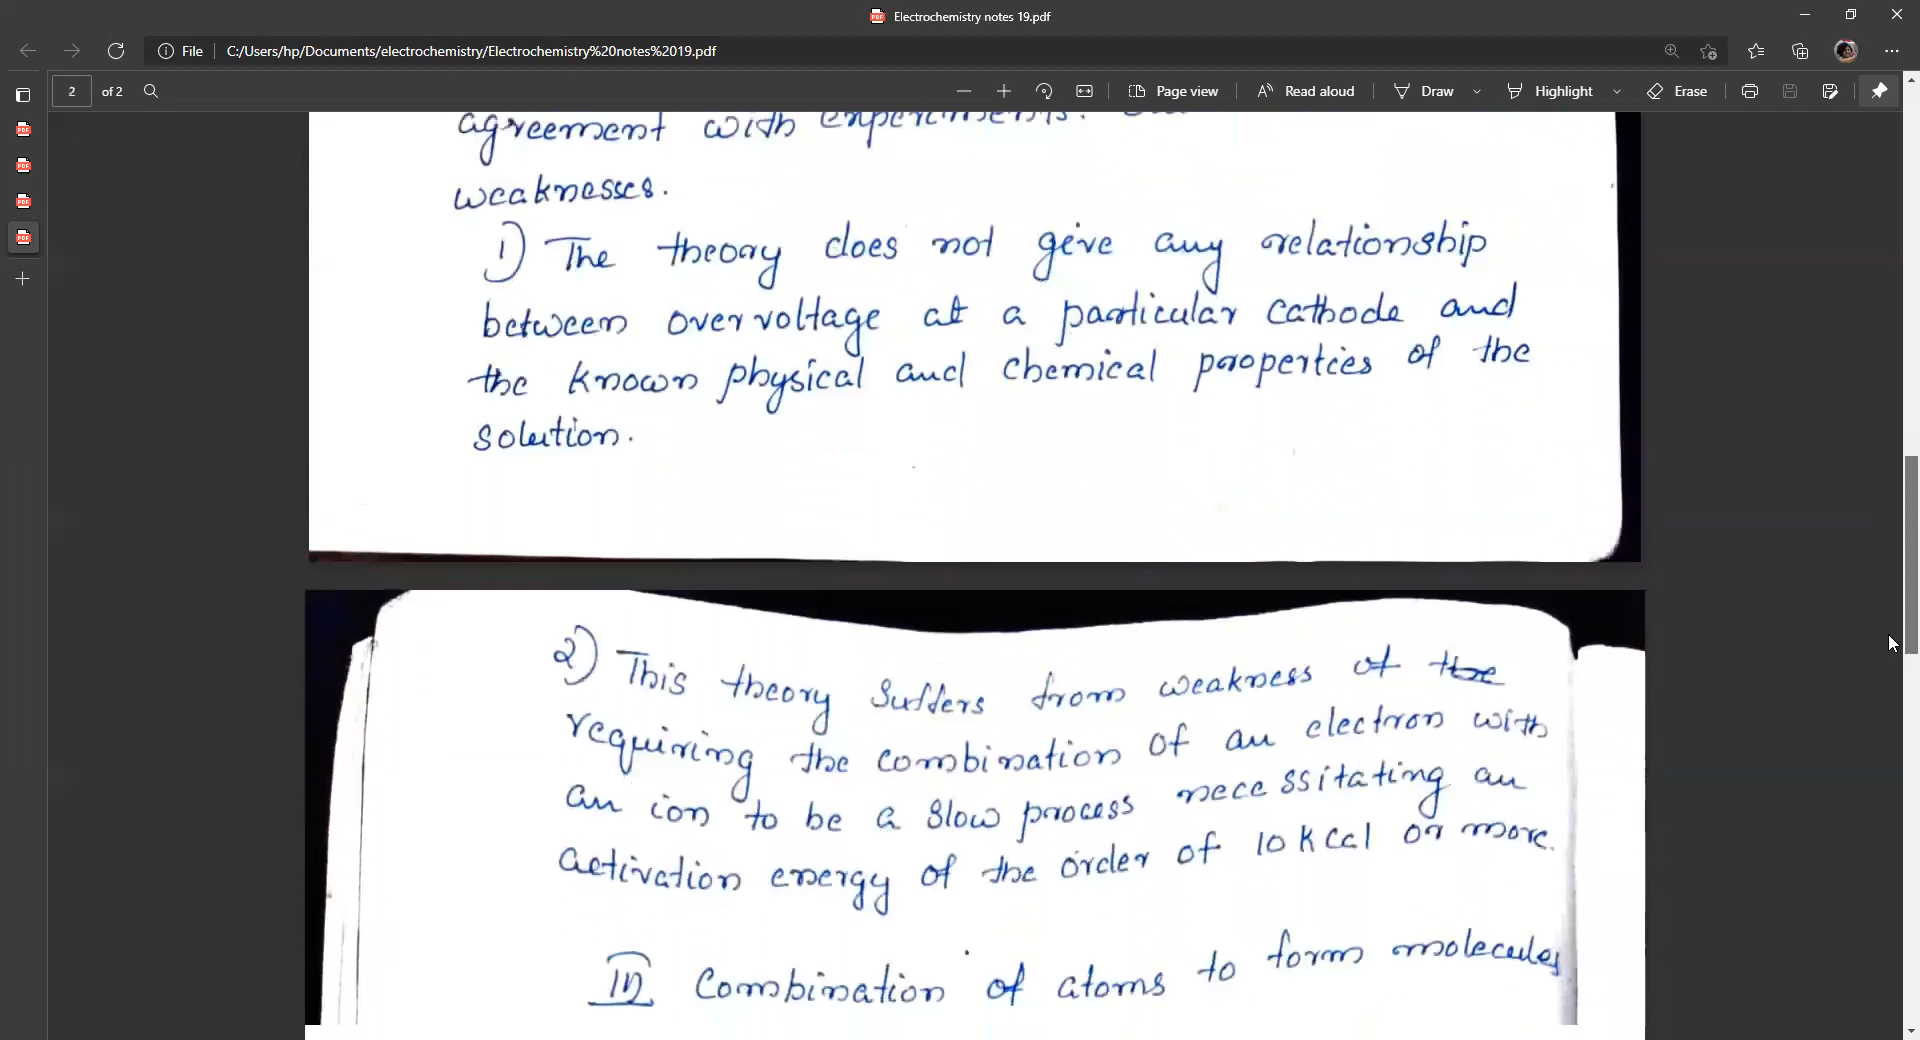 Electrochemistry notes 19.pdf
File C:/Users/hp/Documents/electrochemistry/Electrochemistry%20notes%2019.pdf
2 of 2 Page view Read aloud Draw Highlight Erase
agreement with experiments.
weaknesses.
1) The theory does not give any relationship
between overvoltage at a particular cathode and
the known physical and chemical properties of the
solution.
2) This theory suffers from weakness of the
requiring the combination of an electron with
an ion to be a slow process necessitating an
activation energy of the order of 10 kcal or more.
III Combination of atoms to form molecules